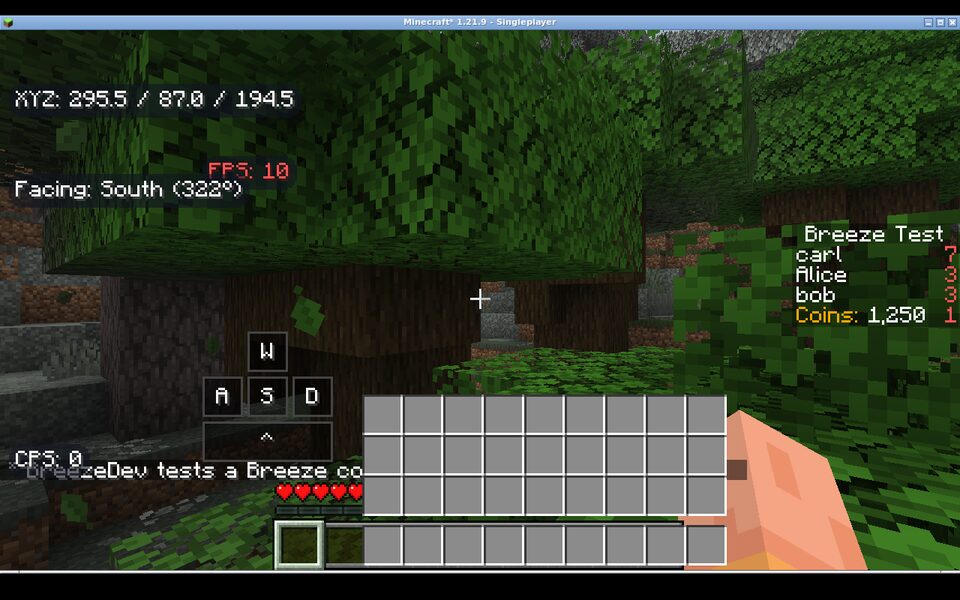 Minecraft* 1.21.9 - Singleplayer
XYZ: 295.5 / 87.0 / 194.5
FPS: 10
Facing: South (322°)
Breeze Test
carl 7
Alice 3
bob 3
Coins: 1,250 1
W
A S D
^
CPS: 0
BreezeDev tests a Breeze co